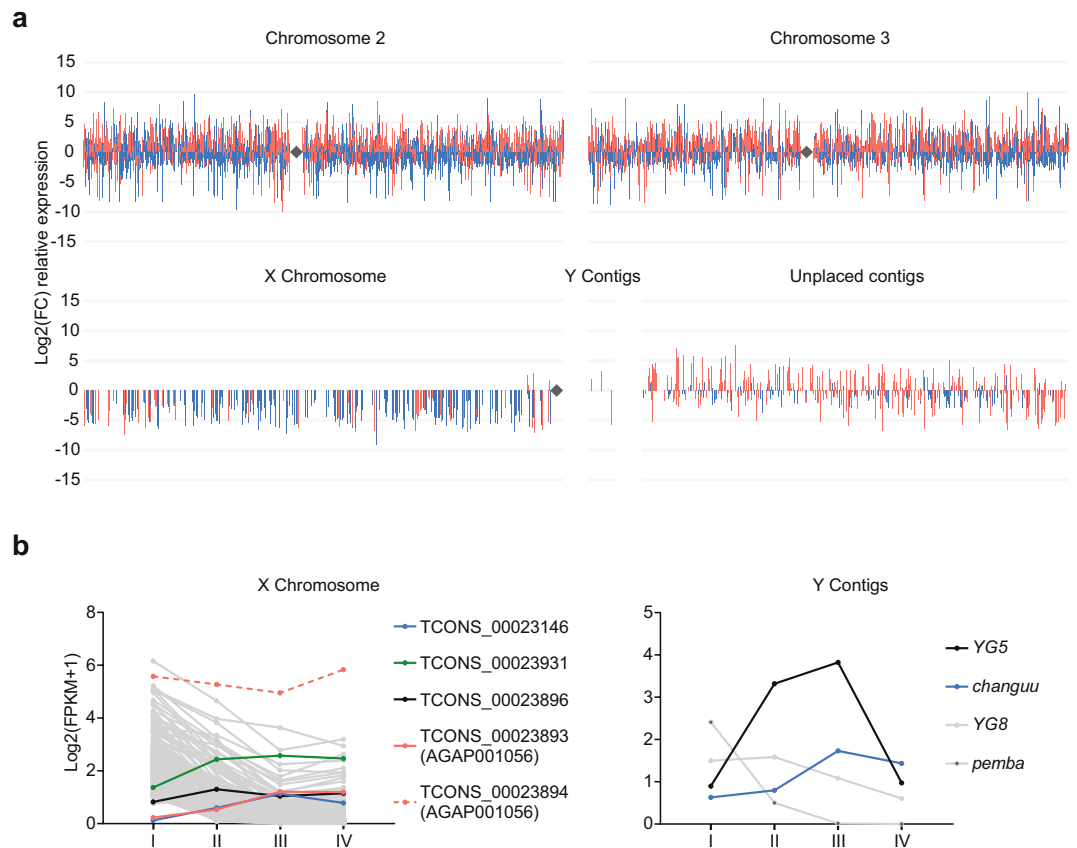 a
Chromosome 2
Chromosome 3
Log2(FC) relative expression
15
10
5
0
-5
-10
-15
X Chromosome
Y Contigs
Unplaced contigs
15
10
5
0
-5
-10
-15
b
X Chromosome
Log2(FPKM+1)
8
6
4
2
0
I
II
III
IV
TCONS_00023146
TCONS_00023931
TCONS_00023896
TCONS_00023893
(AGAP001056)
TCONS_00023894
(AGAP001056)
Y Contigs
5
4
3
2
1
0
I
II
III
IV
YG5
changuu
YG8
pemba